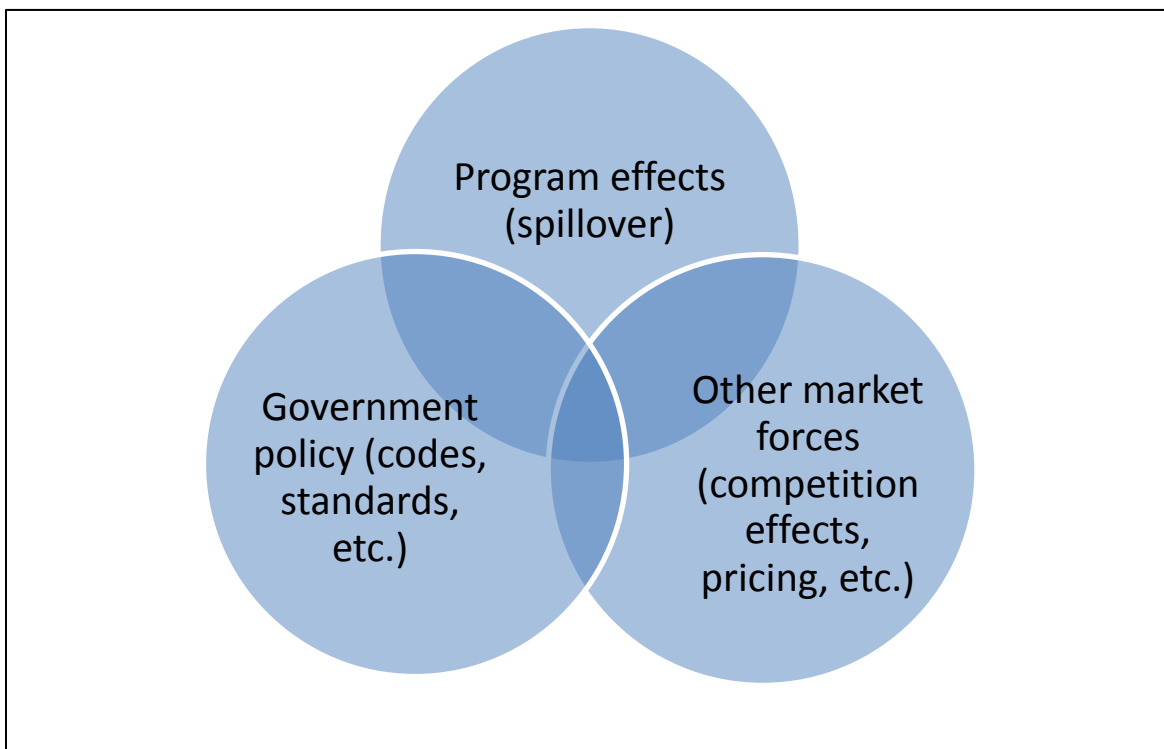 Program effects
(spillover)
Government
policy (codes,
standards,
etc.)
Other market
forces
(competition
effects,
pricing, etc.)